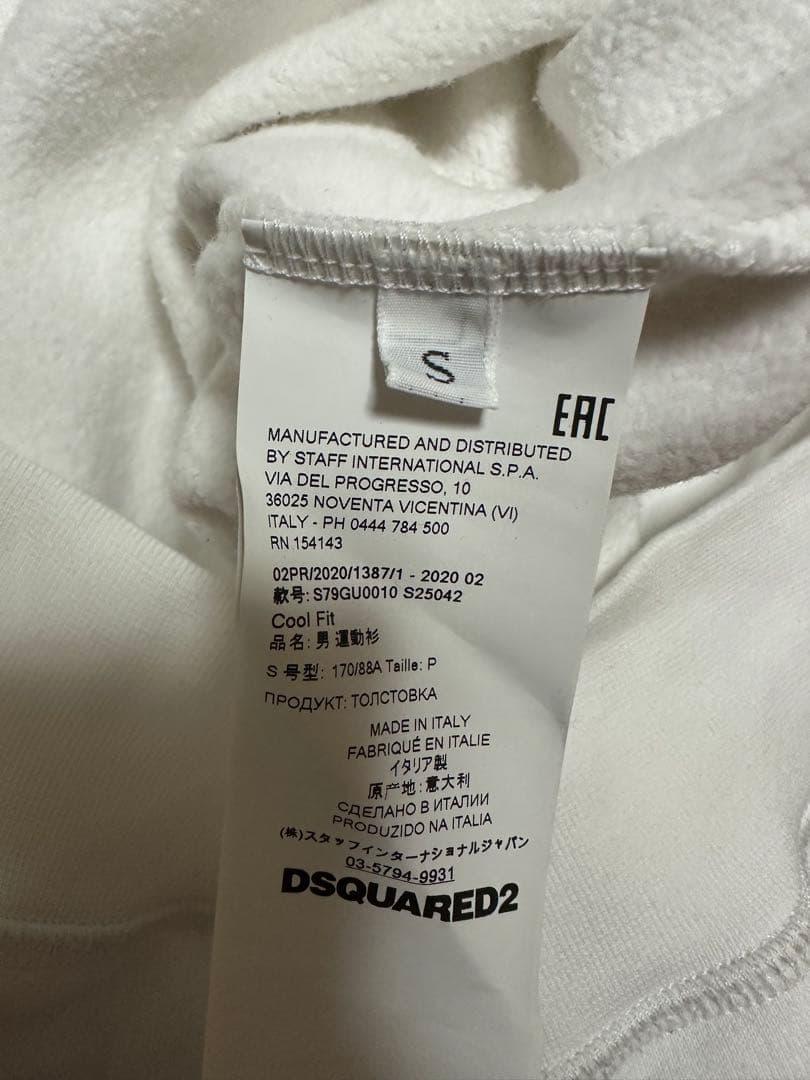 S
EAC
MANUFACTURED AND DISTRIBUTED
BY STAFF INTERNATIONAL S.P.A.
VIA DEL PROGRESSO, 10
36025 NOVENTA VICENTINA (VI)
ITALY - PH 0444 784 500
RN 154143
02PR/2020/1387/1 - 2020 02
款号: S79GU0010 S25042
Cool Fit
品名: 男 運動衫
S 号型: 170/88A Taille: P
ПРОДУКТ: ТОЛСТОВКА
MADE IN ITALY
FABRIQUÉ EN ITALIE
イタリア製
原产地: 意大利
СДЕЛАНО В ИТАЛИИ
PRODUZIDO NA ITALIA
(株)スタッフインターナショナルジャパン
03-5794-9931
DSQUARED2